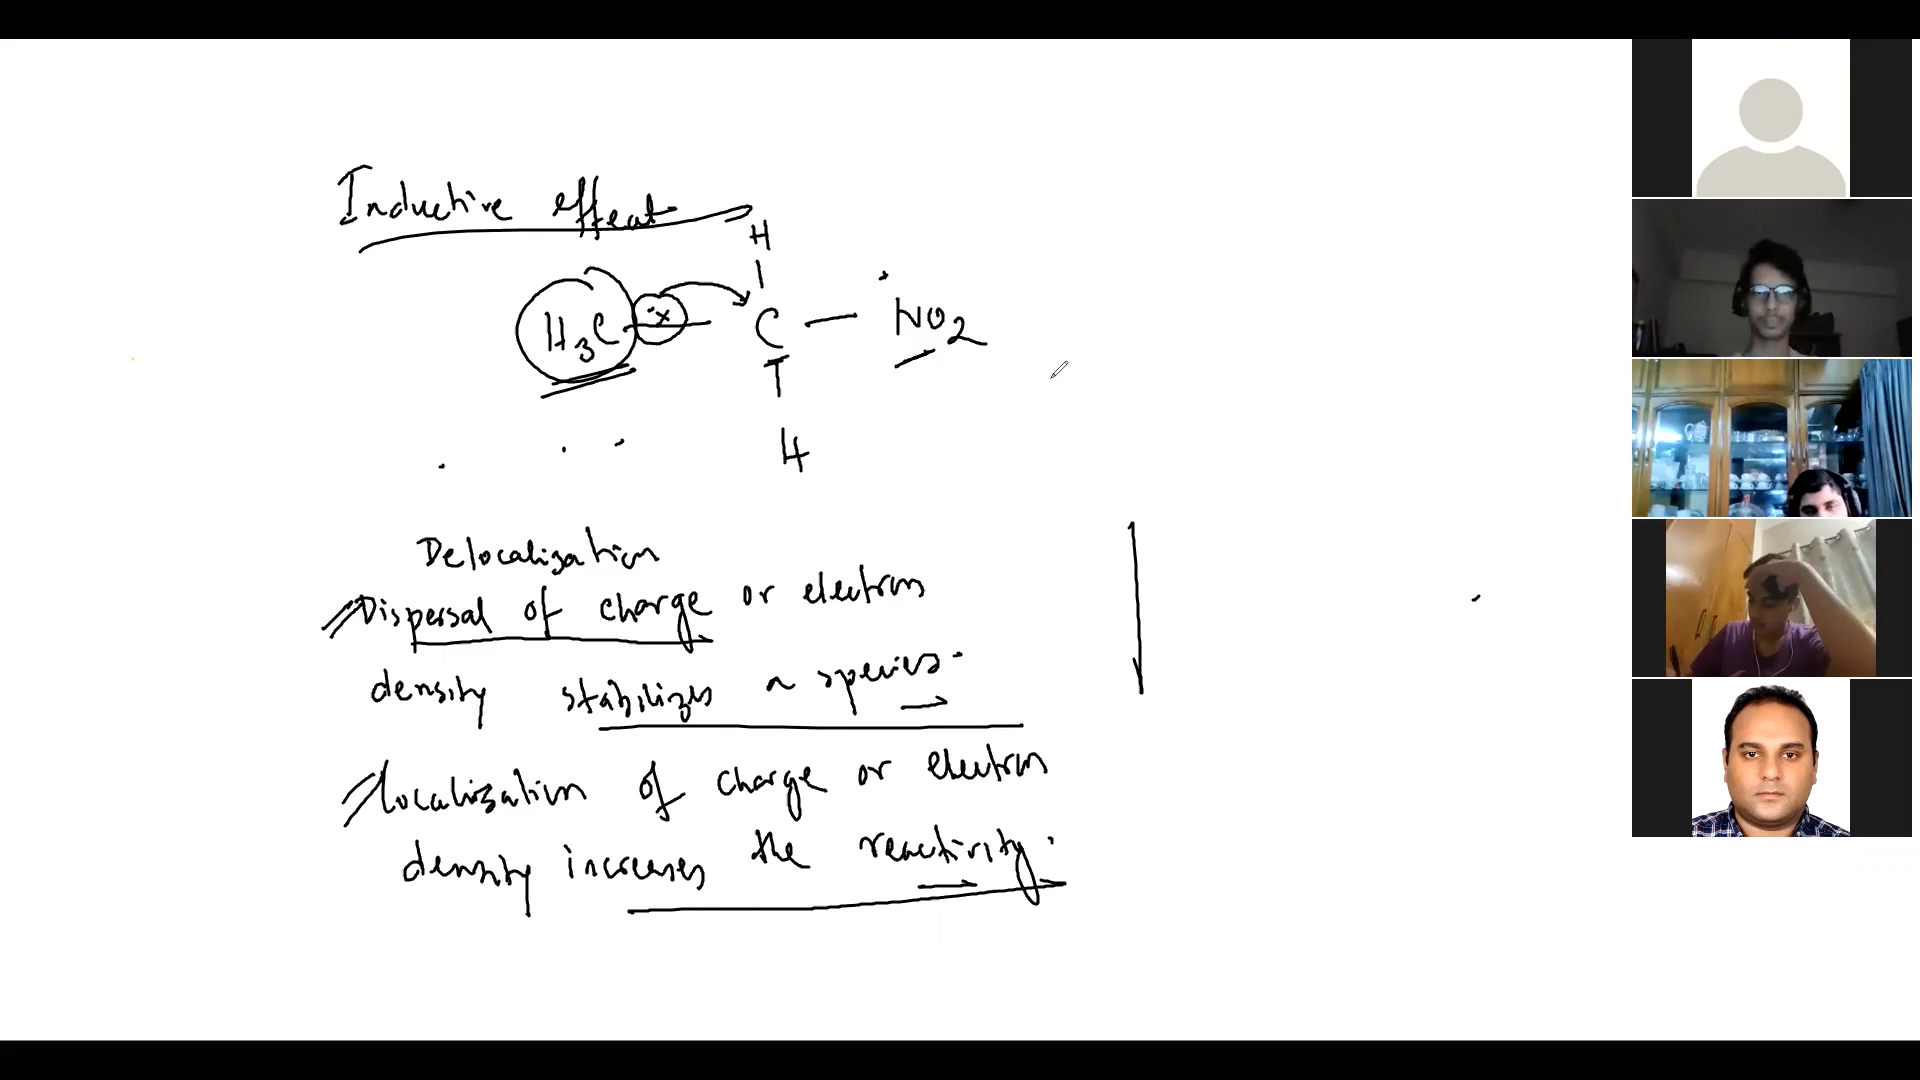 Inductive effect
H
H3C ·x C — NO2
H
Delocalization
Dispersal of charge or electron
density stabilizes a species.
localization of charge or electron
density increases the reactivity.